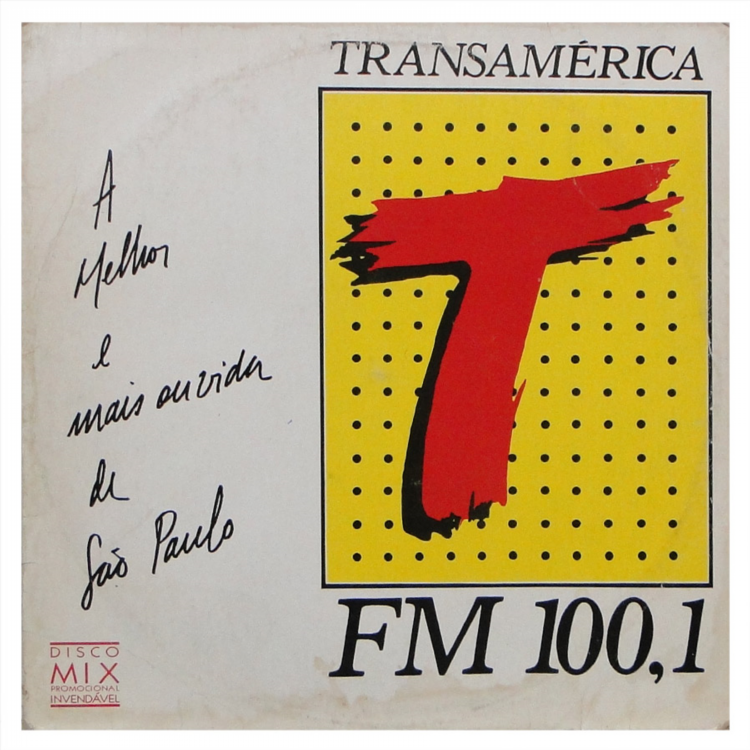 TRANSAMÉRICA
A
Melhor
e
mais ouvida
de
São Paulo
T
FM 100,1
DISCO
MIX
PROMOCIONAL
INVENDÁVEL